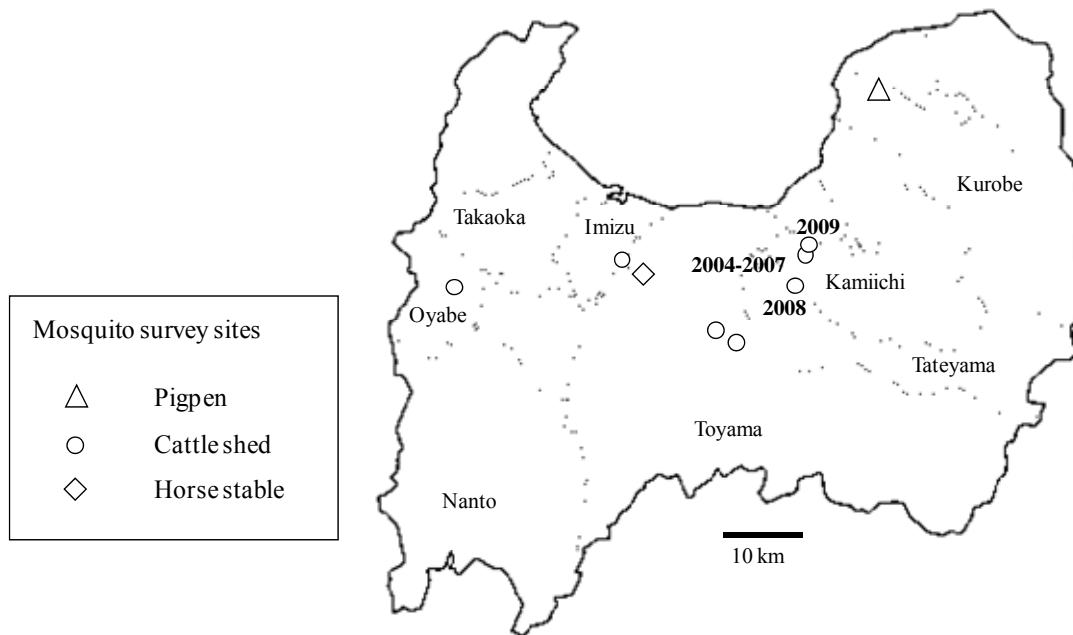 Kurobe
Takaoka
Imizu
2009
2004-2007
Kamiichi
Oyabe
2008
Mosquito survey sites
Tateyama
Pigpen
Cattle shed
Toyama
Horse stable
Nanto
10 km